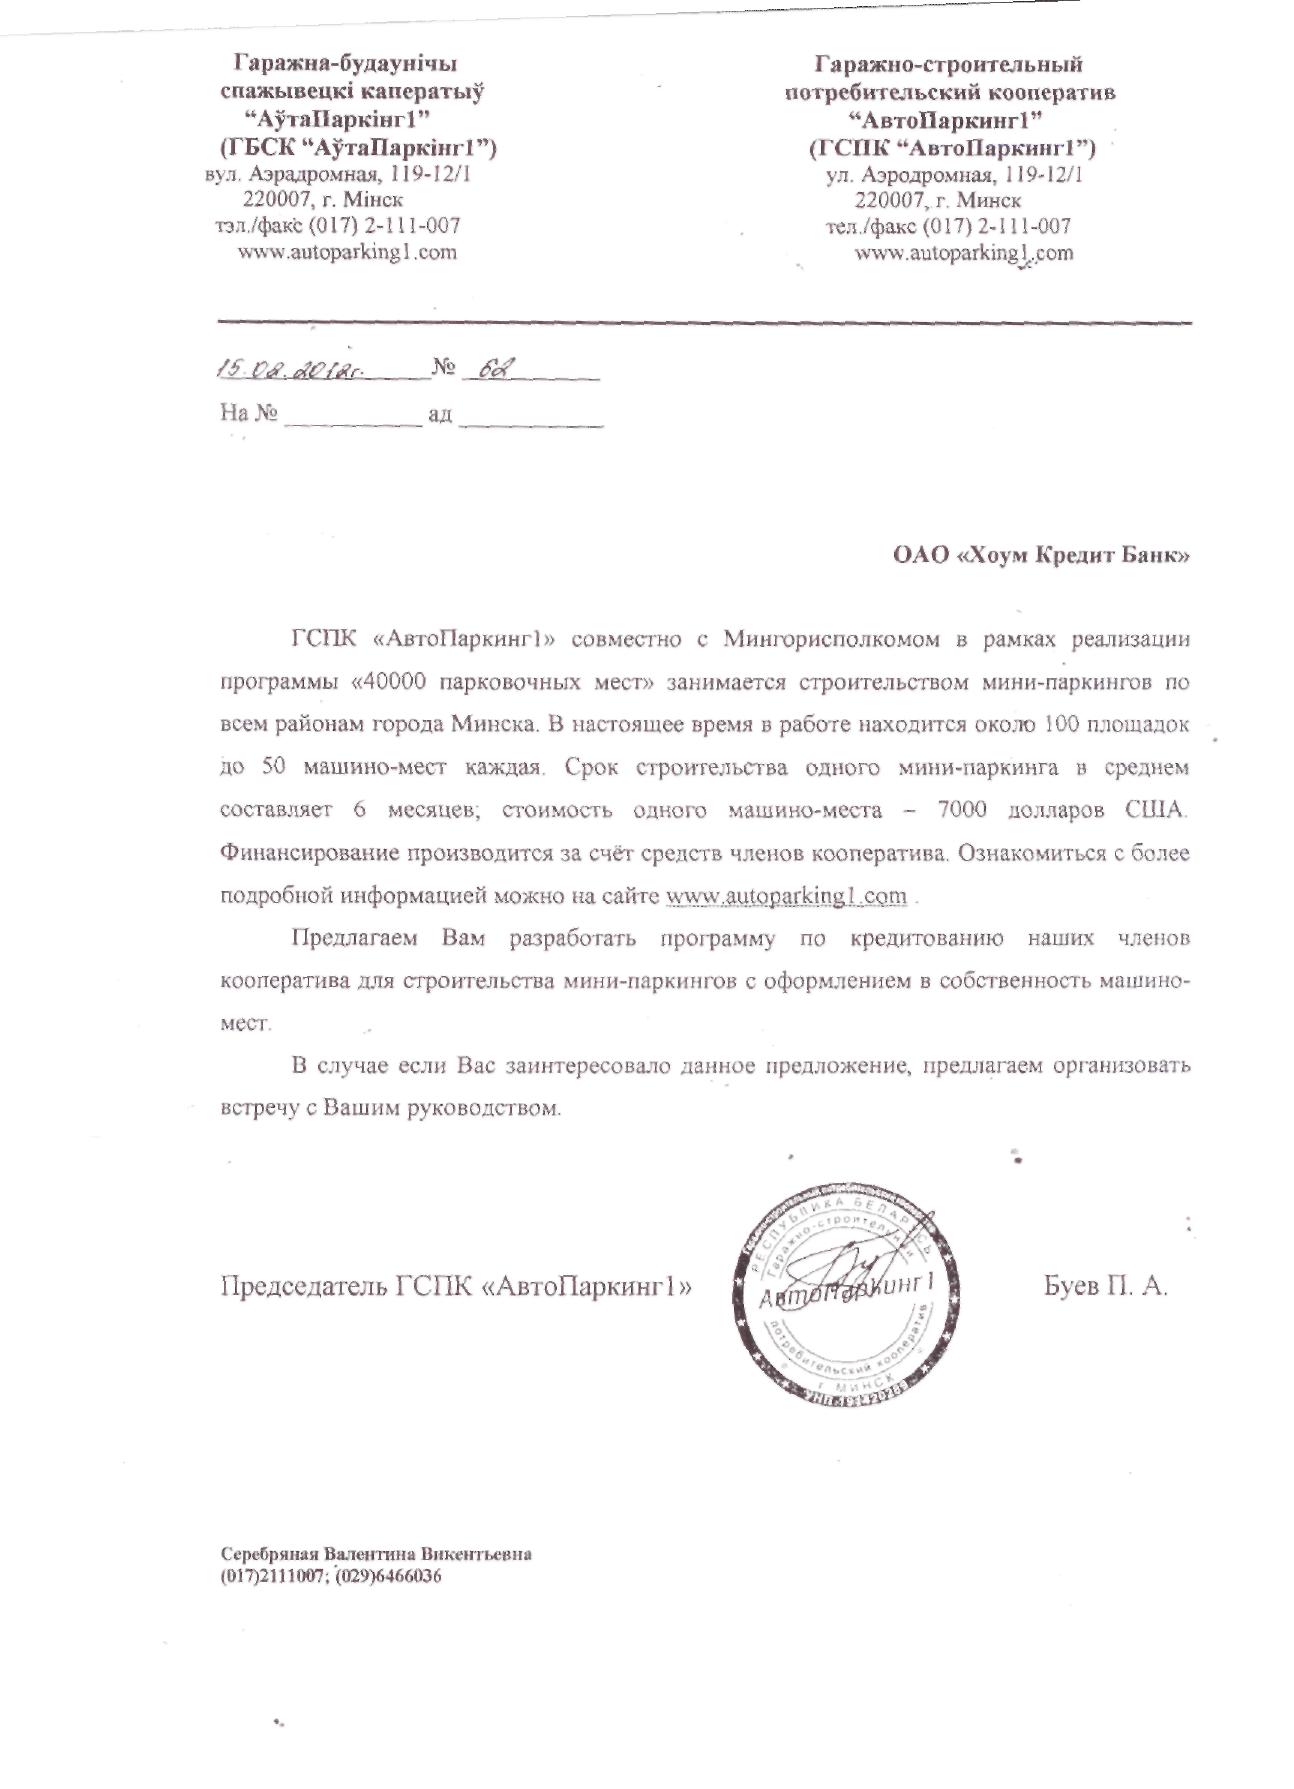 Гаражна-будаунічы
спажывецкі каператыў
“АўтаПаркінг1”
(ГБСК “АўтаПаркінг1”)
вул. Аэрадромная, 119-12/1
220007, г. Мінск
тэл./факс (017) 2-111-007
www.autoparking1.com
Гаражно-строительный
потребительский кооператив
“АвтоПаркинг1”
(ГСПК “АвтоПаркинг1”)
ул. Аэродромная, 119-12/1
220007, г. Минск
тел./факс (017) 2-111-007
www.autoparking1.com
15.02.2012г. № 62
На № ___________ ад ___________
ОАО «Хоум Кредит Банк»
ГСПК «АвтоПаркинг1» совместно с Мингорисполкомом в рамках реализации
программы «40000 парковочных мест» занимается строительством мини-паркингов по
всем районам города Минска. В настоящее время в работе находится около 100 площадок
до 50 машино-мест каждая. Срок строительства одного мини-паркинга в среднем
составляет 6 месяцев; стоимость одного машино-места – 7000 долларов США.
Финансирование производится за счёт средств членов кооператива. Ознакомиться с более
подробной информацией можно на сайте www.autoparking1.com .
Предлагаем Вам разработать программу по кредитованию наших членов
кооператива для строительства мини-паркингов с оформлением в собственность машино-
мест.
В случае если Вас заинтересовало данное предложение, предлагаем организовать
встречу с Вашим руководством.
Председатель ГСПК «АвтоПаркинг1»
РЕСПУБЛИКА БЕЛАРУСЬ
Гаражно-строительный
АвтоПаркинг1
потребительский кооператив
г. МИНСК
Буев П. А.
Серебряная Валентина Викентьевна
(017)2111007; (029)6466036